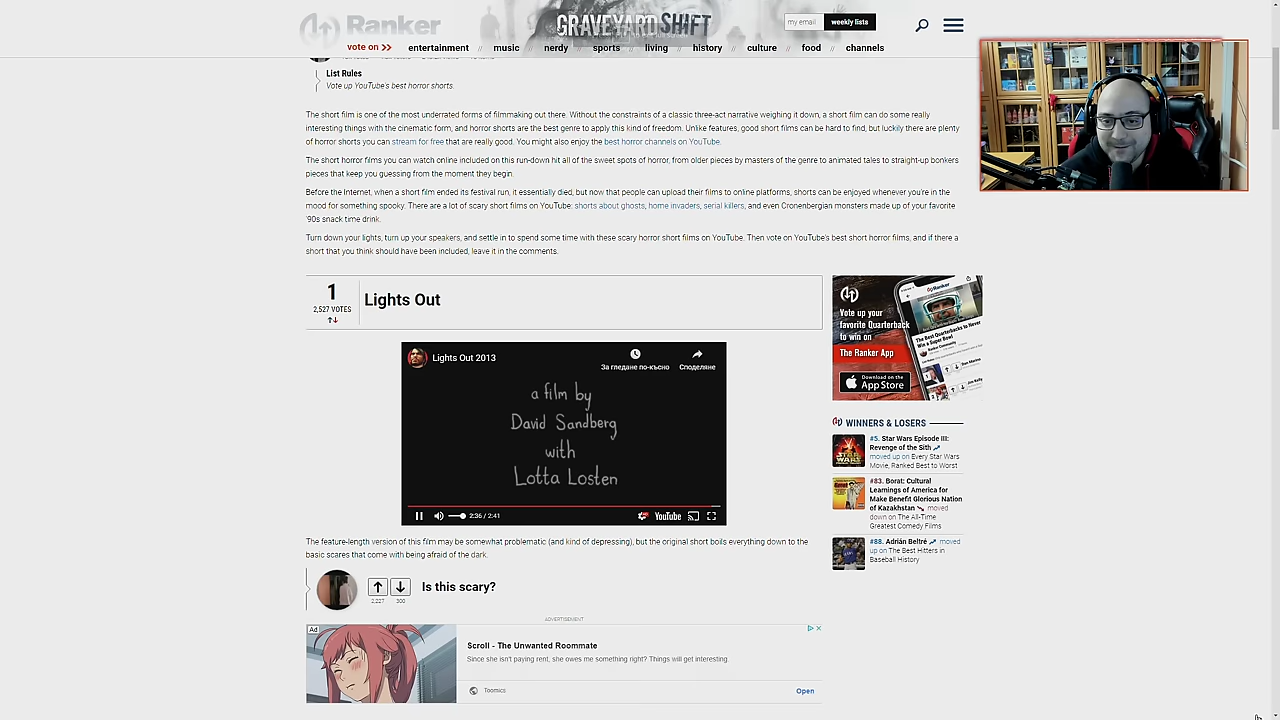 Ranker
GRAVEYARD SHIFT
my email
weekly lists
vote on >>
entertainment // music // nerdy // sports // living // history // culture // food // channels
List Rules
Vote up YouTube's best horror shorts.
The short film is one of the most underrated forms of filmmaking out there. Without the constraints of a classic three-act narrative weighing it down, a short film can do some really
interesting things with the cinematic form, and horror shorts are the best genre to apply this kind of freedom. Unlike features, good short films can be hard to find, but luckily there are plenty
of horror shorts you can stream for free that are really good. You might also enjoy the best horror channels on YouTube.
The short horror films you can watch online included on this run-down hit all of the sweet spots of horror, from older pieces by masters of the genre to animated tales to straight-up bonkers
pieces that keep you guessing from the moment they begin.
Before the internet, when a short film ended its festival run, it essentially died, but now that people can upload their films to online platforms, shorts can be enjoyed whenever you're in the
mood for something spooky. There are a lot of scary short films on YouTube: shorts about ghosts, home invaders, serial killers, and even Cronenbergian monsters made up of your favorite
'90s snack time drink.
Turn down your lights, turn up your speakers, and settle in to spend some time with these scary horror short films on YouTube. Then vote on YouTube's best short horror films, and if there a
short that you think should have been included, leave it in the comments.
1
2,527 VOTES
Lights Out
Lights Out 2013
За гледане по-късно
Споделяне
a film by
David Sandberg
with
Lotta Losten
2:36 / 2:41
YouTube
The feature-length version of this film may be somewhat problematic (and kind of depressing), but the original short boils everything down to the
basic scares that come with being afraid of the dark.
Is this scary?
2,227
300
ADVERTISEMENT
Ad
Scroll - The Unwanted Roommate
Since she isn't paying rent, she owes me something right? Things will get interesting.
Toomics
Open
Ranker
Vote up your
favorite Quarterback
to win on
The Ranker App
Download on the
App Store
The Best Quarterbacks to Never
Win a Super Bowl
Dan Marino
Jim Kelly
WINNERS & LOSERS
#5. Star Wars Episode III:
Revenge of the Sith
moved up on Every Star Wars
Movie, Ranked Best to Worst
#83. Borat: Cultural
Learnings of America for
Make Benefit Glorious Nation
of Kazakhstan moved
down on The All-Time
Greatest Comedy Films
#88. Adrián Beltré moved
up on The Best Hitters in
Baseball History